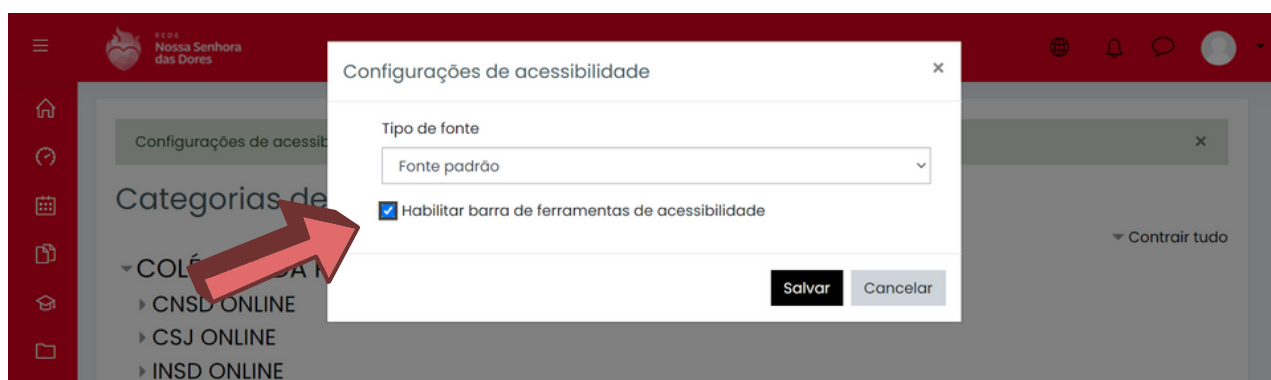 REDE
Nossa Senhora
das Dores
Configurações de acessibilidade
×
Tipo de fonte
Fonte padrão
Habilitar barra de ferramentas de acessibilidade
Salvar
Cancelar
Configurações de acessib
×
Categorias de
Contrair tudo
CNSD ONLINE
CSJ ONLINE
INSD ONLINE